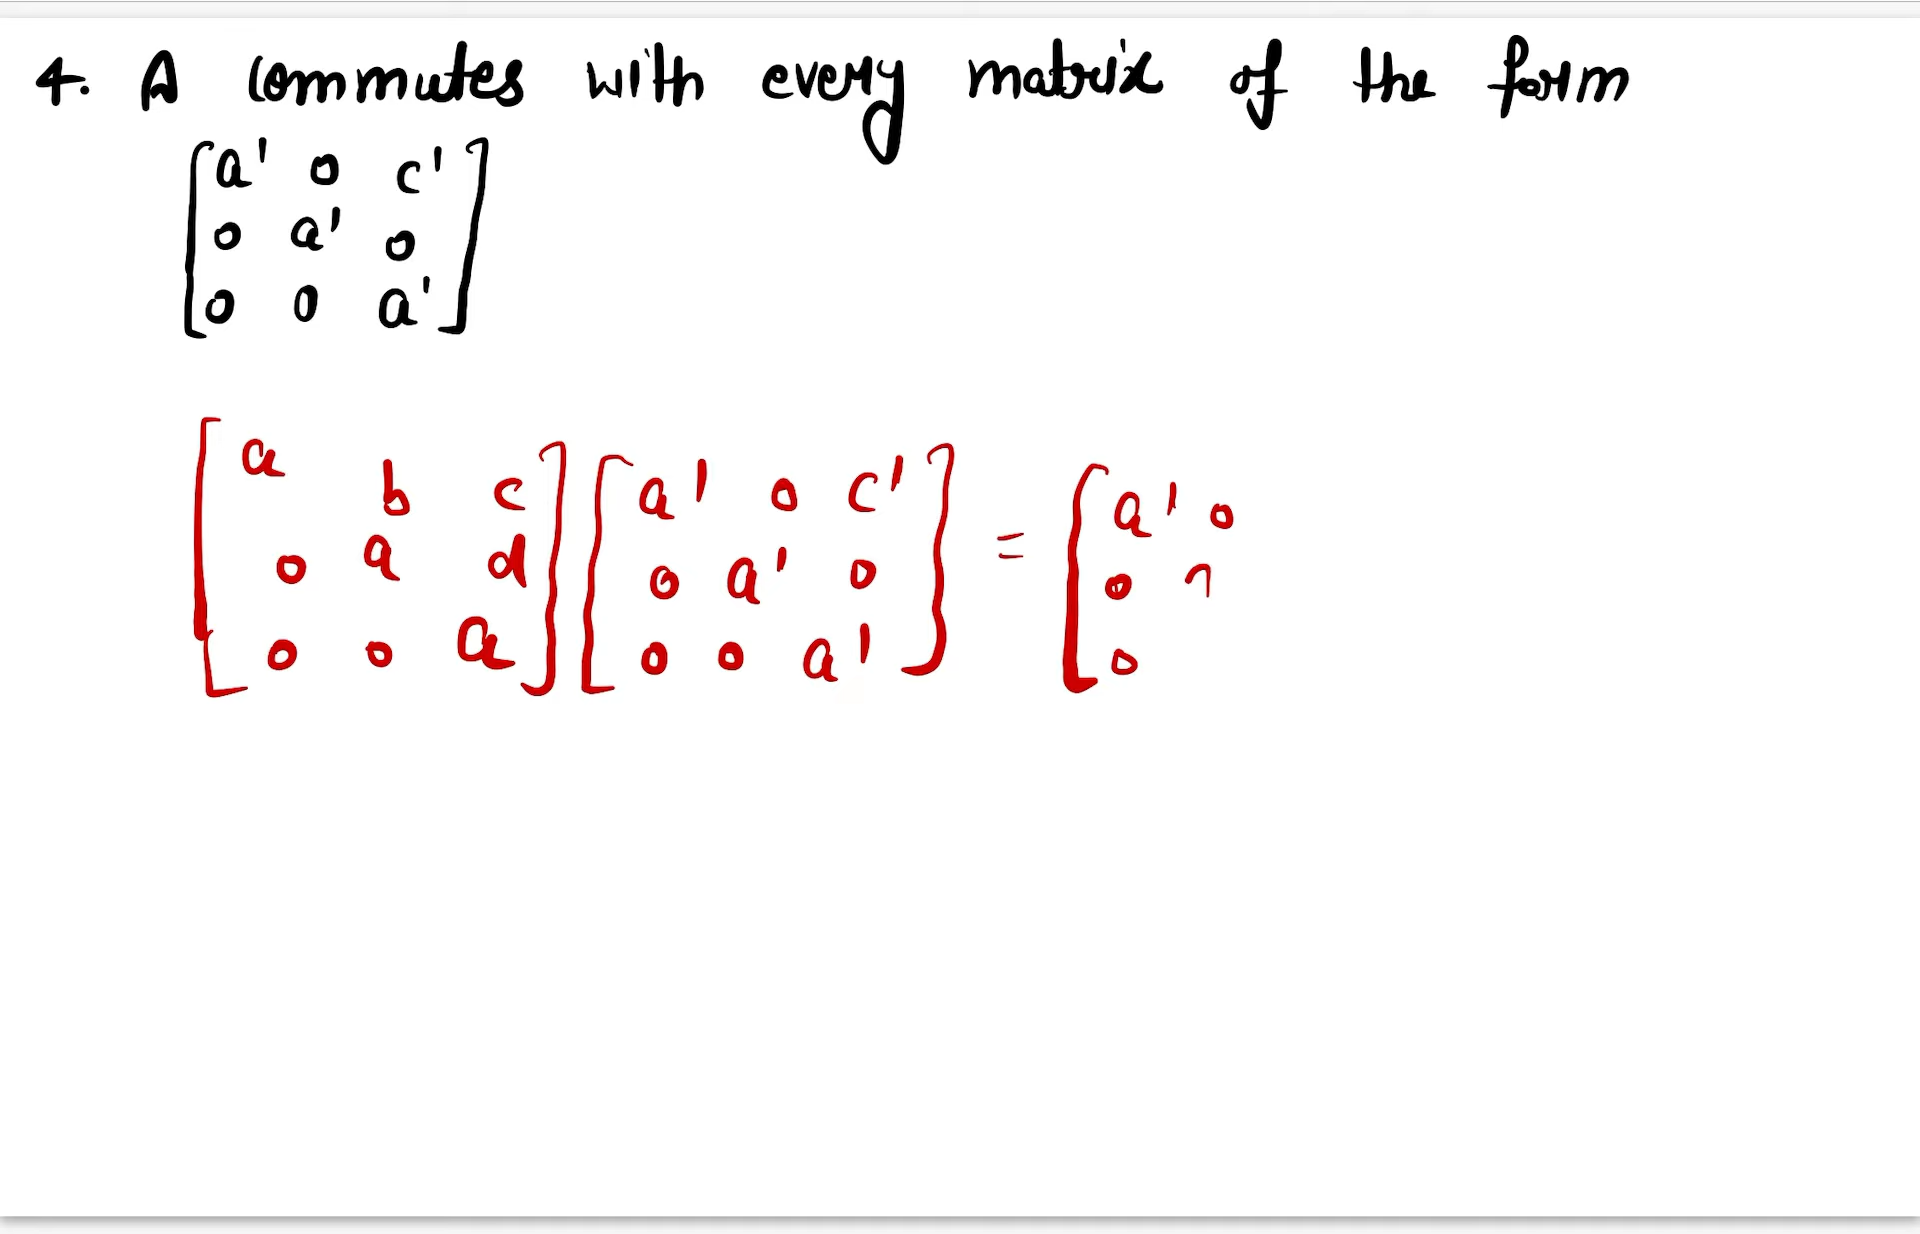 4. A commutes with every matrix of the form
[a' 0 c']
[0 a' 0]
[0 0 a']
[a b c] [a' 0 c'] = [a' 0
[0 a d] [0 a' 0] [0
[0 0 a] [0 0 a'] [0